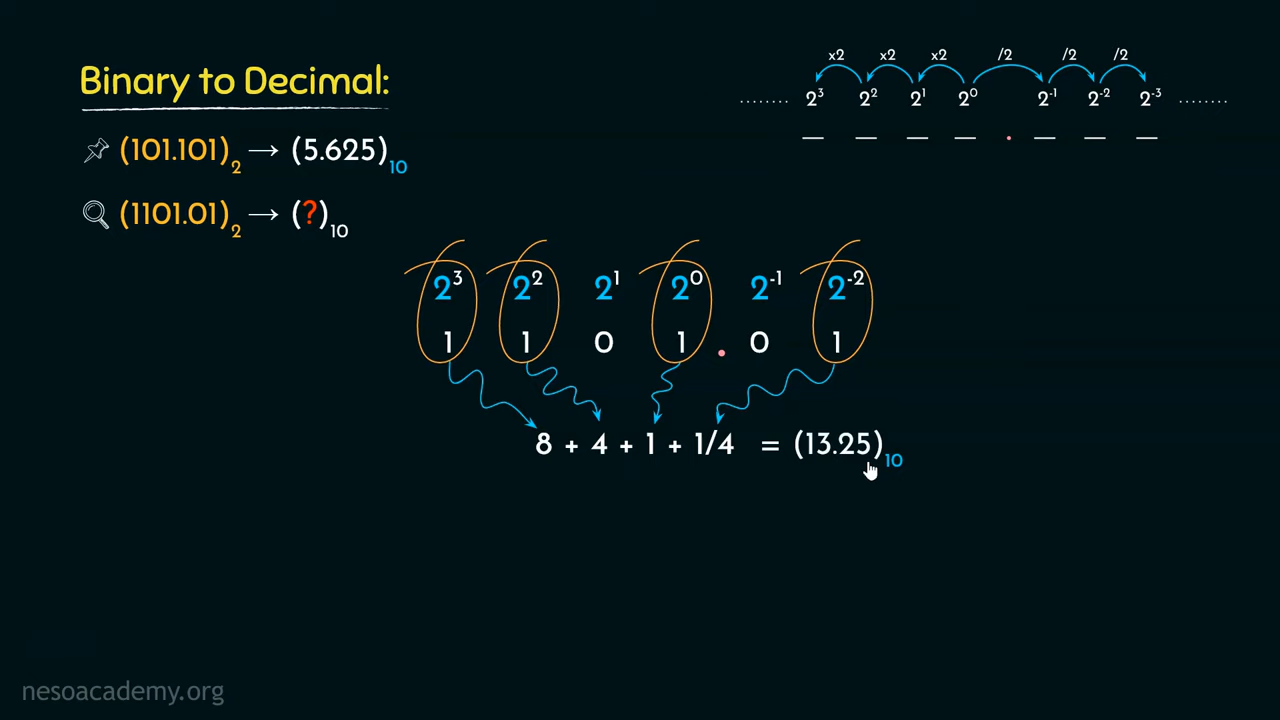 Binary to Decimal:
x2 x2 x2 /2 /2 /2
........ 2³ 2² 2¹ 2⁰ 2⁻¹ 2⁻² 2⁻³ ........
_ _ _ _ . _ _ _
(101.101)₂ → (5.625)₁₀
(1101.01)₂ → (?)₁₀
2³ 2² 2¹ 2⁰ 2⁻¹ 2⁻²
1 1 0 1 . 0 1
8 + 4 + 1 + 1/4 = (13.25)₁₀
nesoacademy.org